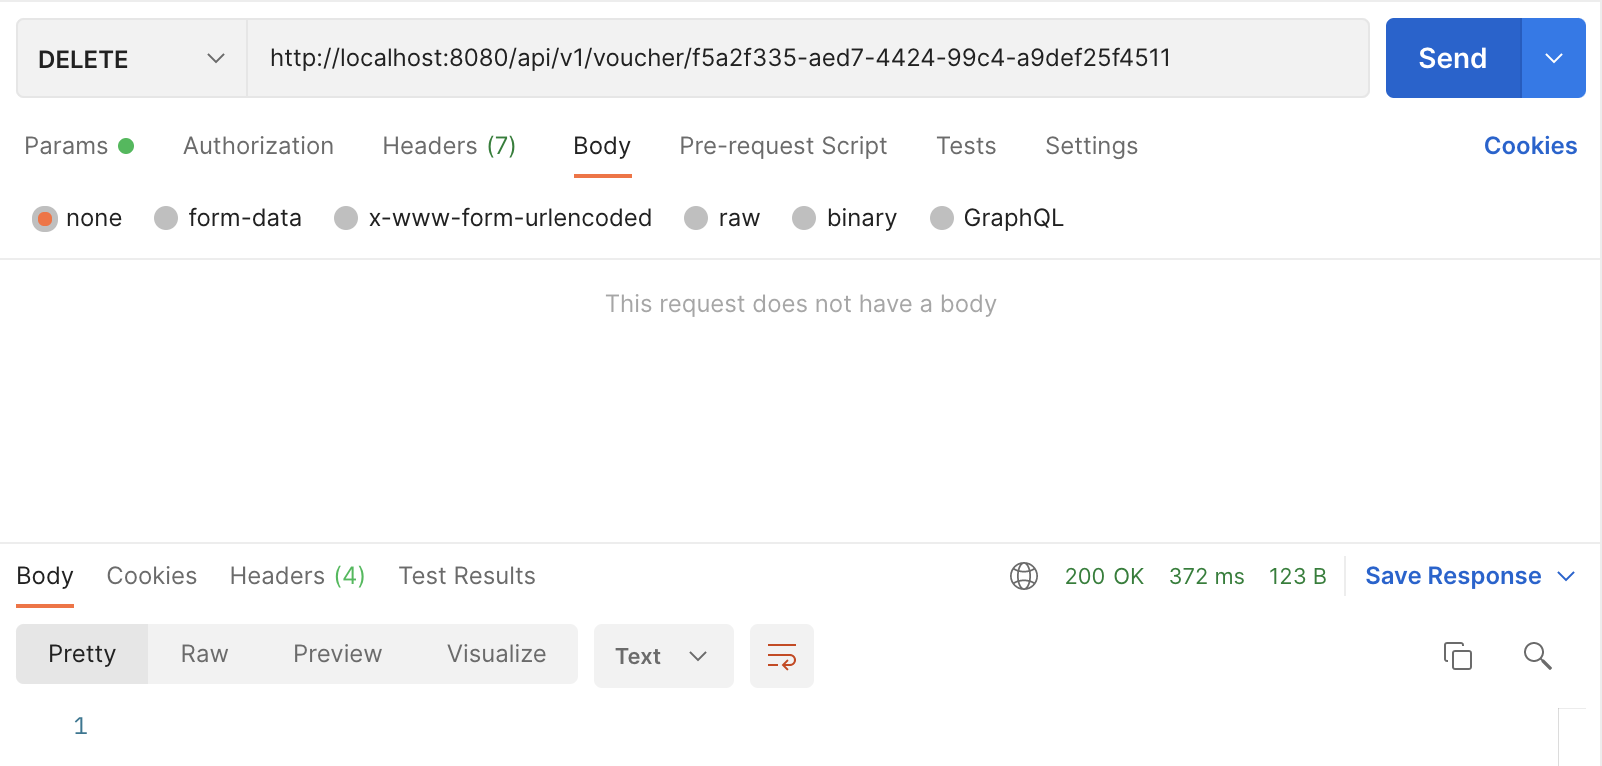 DELETE http://localhost:8080/api/v1/voucher/f5a2f335-aed7-4424-99c4-a9def25f4511 Send
Params Authorization Headers (7) Body Pre-request Script Tests Settings Cookies
none form-data x-www-form-urlencoded raw binary GraphQL
This request does not have a body
Body Cookies Headers (4) Test Results 200 OK 372 ms 123 B Save Response
Pretty Raw Preview Visualize Text
1